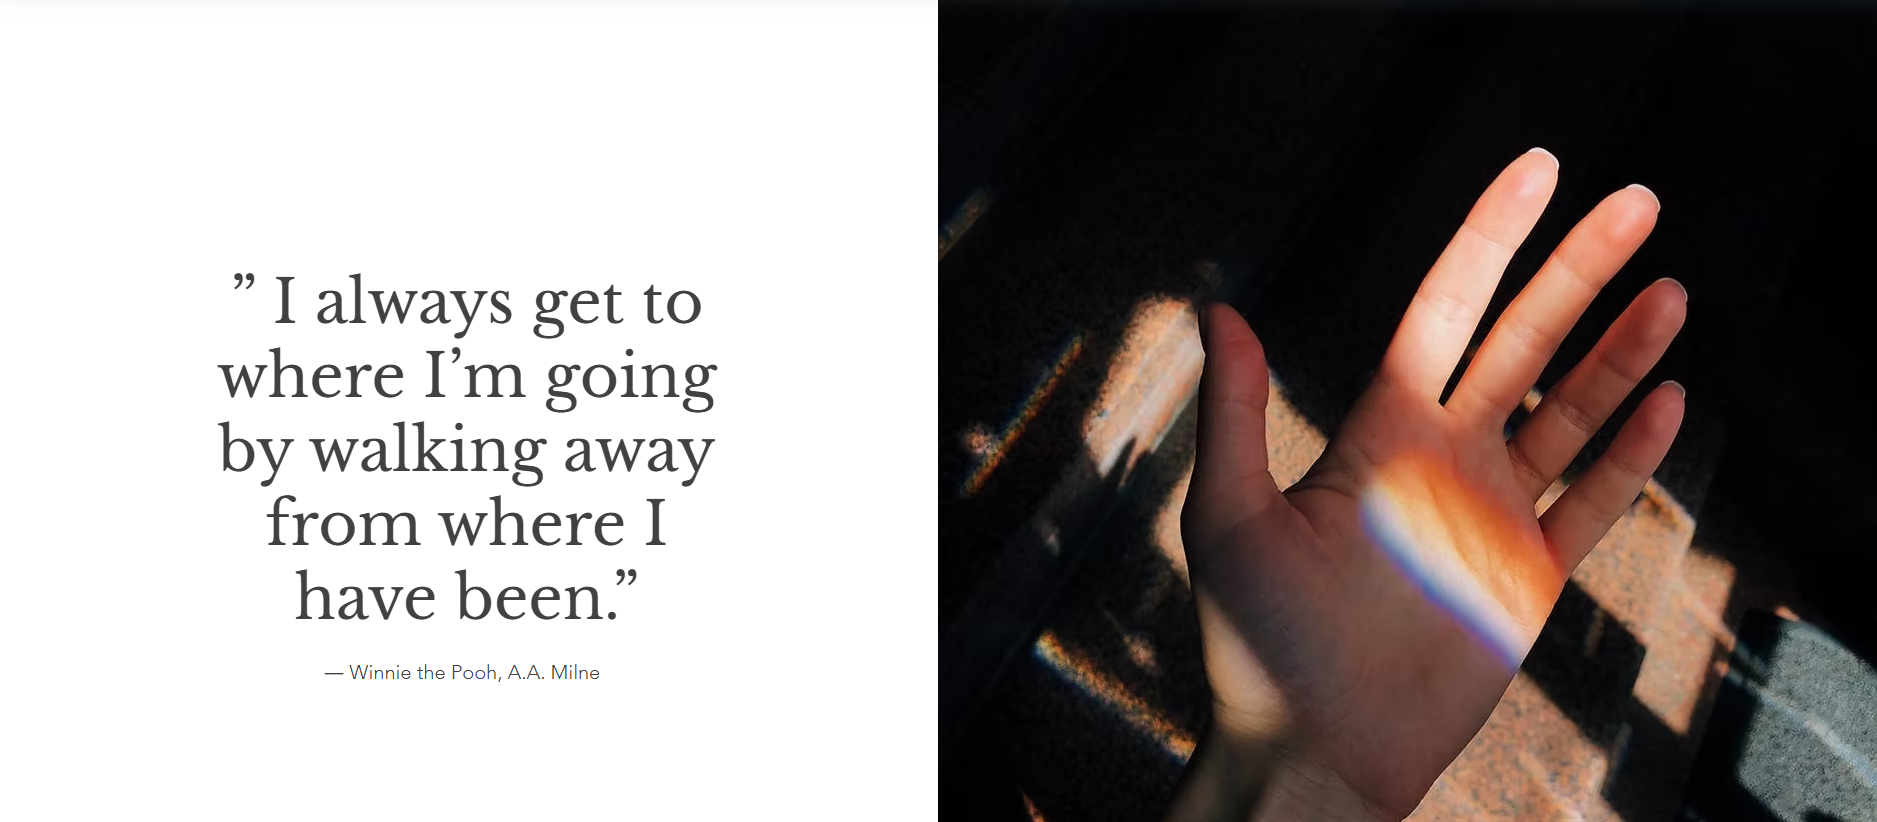 ” I always get to
where I’m going
by walking away
from where I
have been.”
— Winnie the Pooh, A.A. Milne